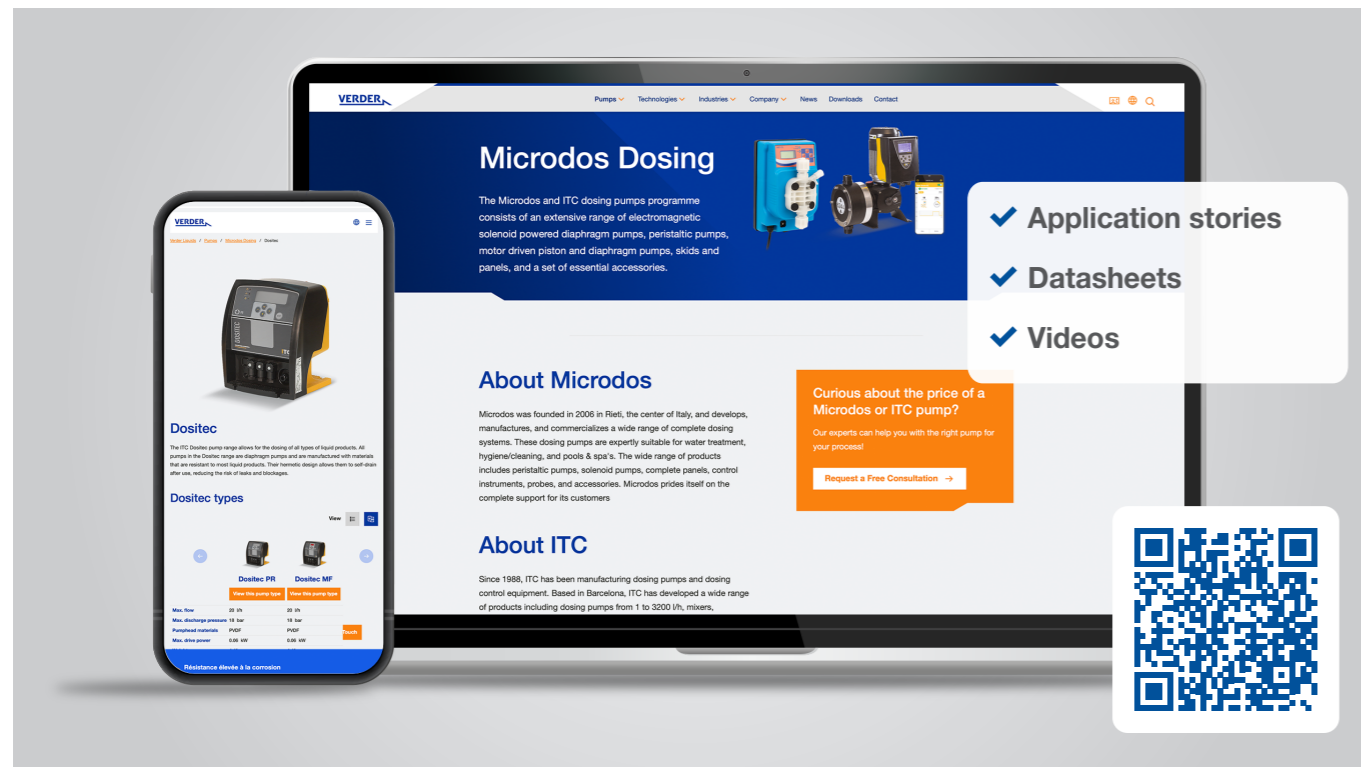 VERDER
Pumps Technologies Industries Company News Downloads Contact
Microdos Dosing
The Microdos and ITC dosing pumps programme
consists of an extensive range of electromagnetic
solenoid powered diaphragm pumps, peristaltic pumps,
motor driven piston and diaphragm pumps, skids and
panels, and a set of essential accessories.
Application stories
Datasheets
Videos
About Microdos
Microdos was founded in 2006 in Rieti, the center of Italy, and develops,
manufactures, and commercializes a wide range of complete dosing
systems. These dosing pumps are expertly suitable for water treatment,
hygiene/cleaning, and pools & spa's. The wide range of products
includes peristaltic pumps, solenoid pumps, complete panels, control
instruments, probes, and accessories. Microdos prides itself on the
complete support for its customers
Curious about the price of a
Microdos or ITC pump?
Our experts can help you with the right pump for
your process!
Request a Free Consultation
About ITC
Since 1988, ITC has been manufacturing dosing pumps and dosing
control equipment. Based in Barcelona, ITC has developed a wide range
of products including dosing pumps from 1 to 3200 l/h, mixers,
VERDER
Verder Liquids / Pumps / Microdos Dosing / Dositec
DOSITEC
ITC
Dositec
The ITC Dositec pump range allows for the dosing of all types of liquid products. All
pumps in the Dositec range are diaphragm pumps and are manufactured with materials
that are resistant to most liquid products. Their hermetic design allows them to self-drain
after use, reducing the risk of leaks and blockages.
Dositec types
View
Dositec PR Dositec MF
View this pump type View this pump type
Max. flow 20 l/h 20 l/h
Max. discharge pressure 18 bar 18 bar
Pumphead materials PVDF PVDF
Touch
Max. drive power 0.06 kW 0.06 kW
Résistance élevée à la corrosion